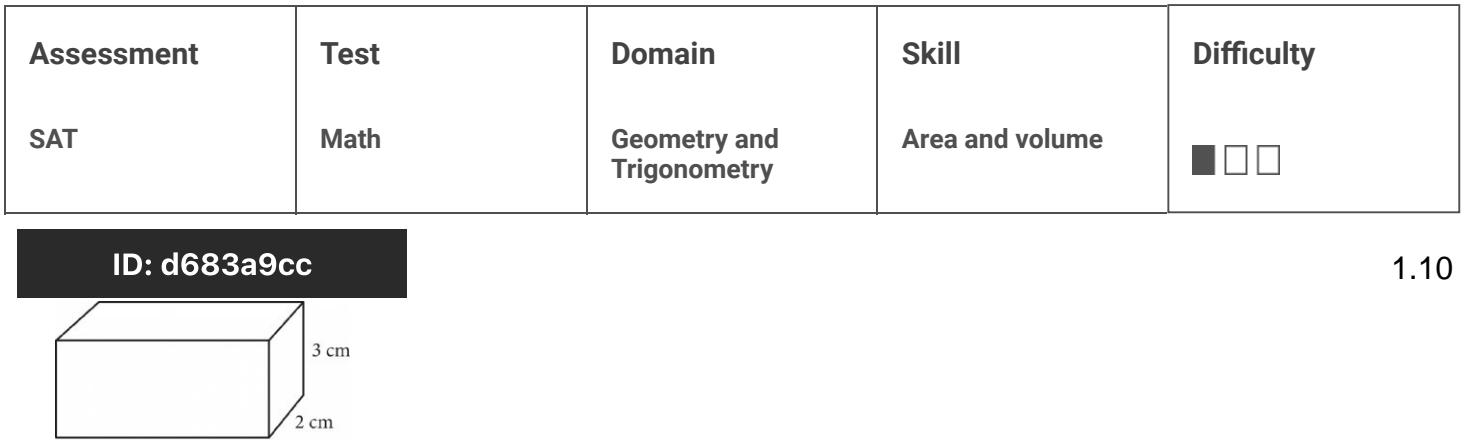 Assessment
Test
Domain
Skill
Difficulty
SAT
Math
Geometry and
Trigonometry
Area and volume
ID: d683a9cc
1.10
3 cm
2 cm